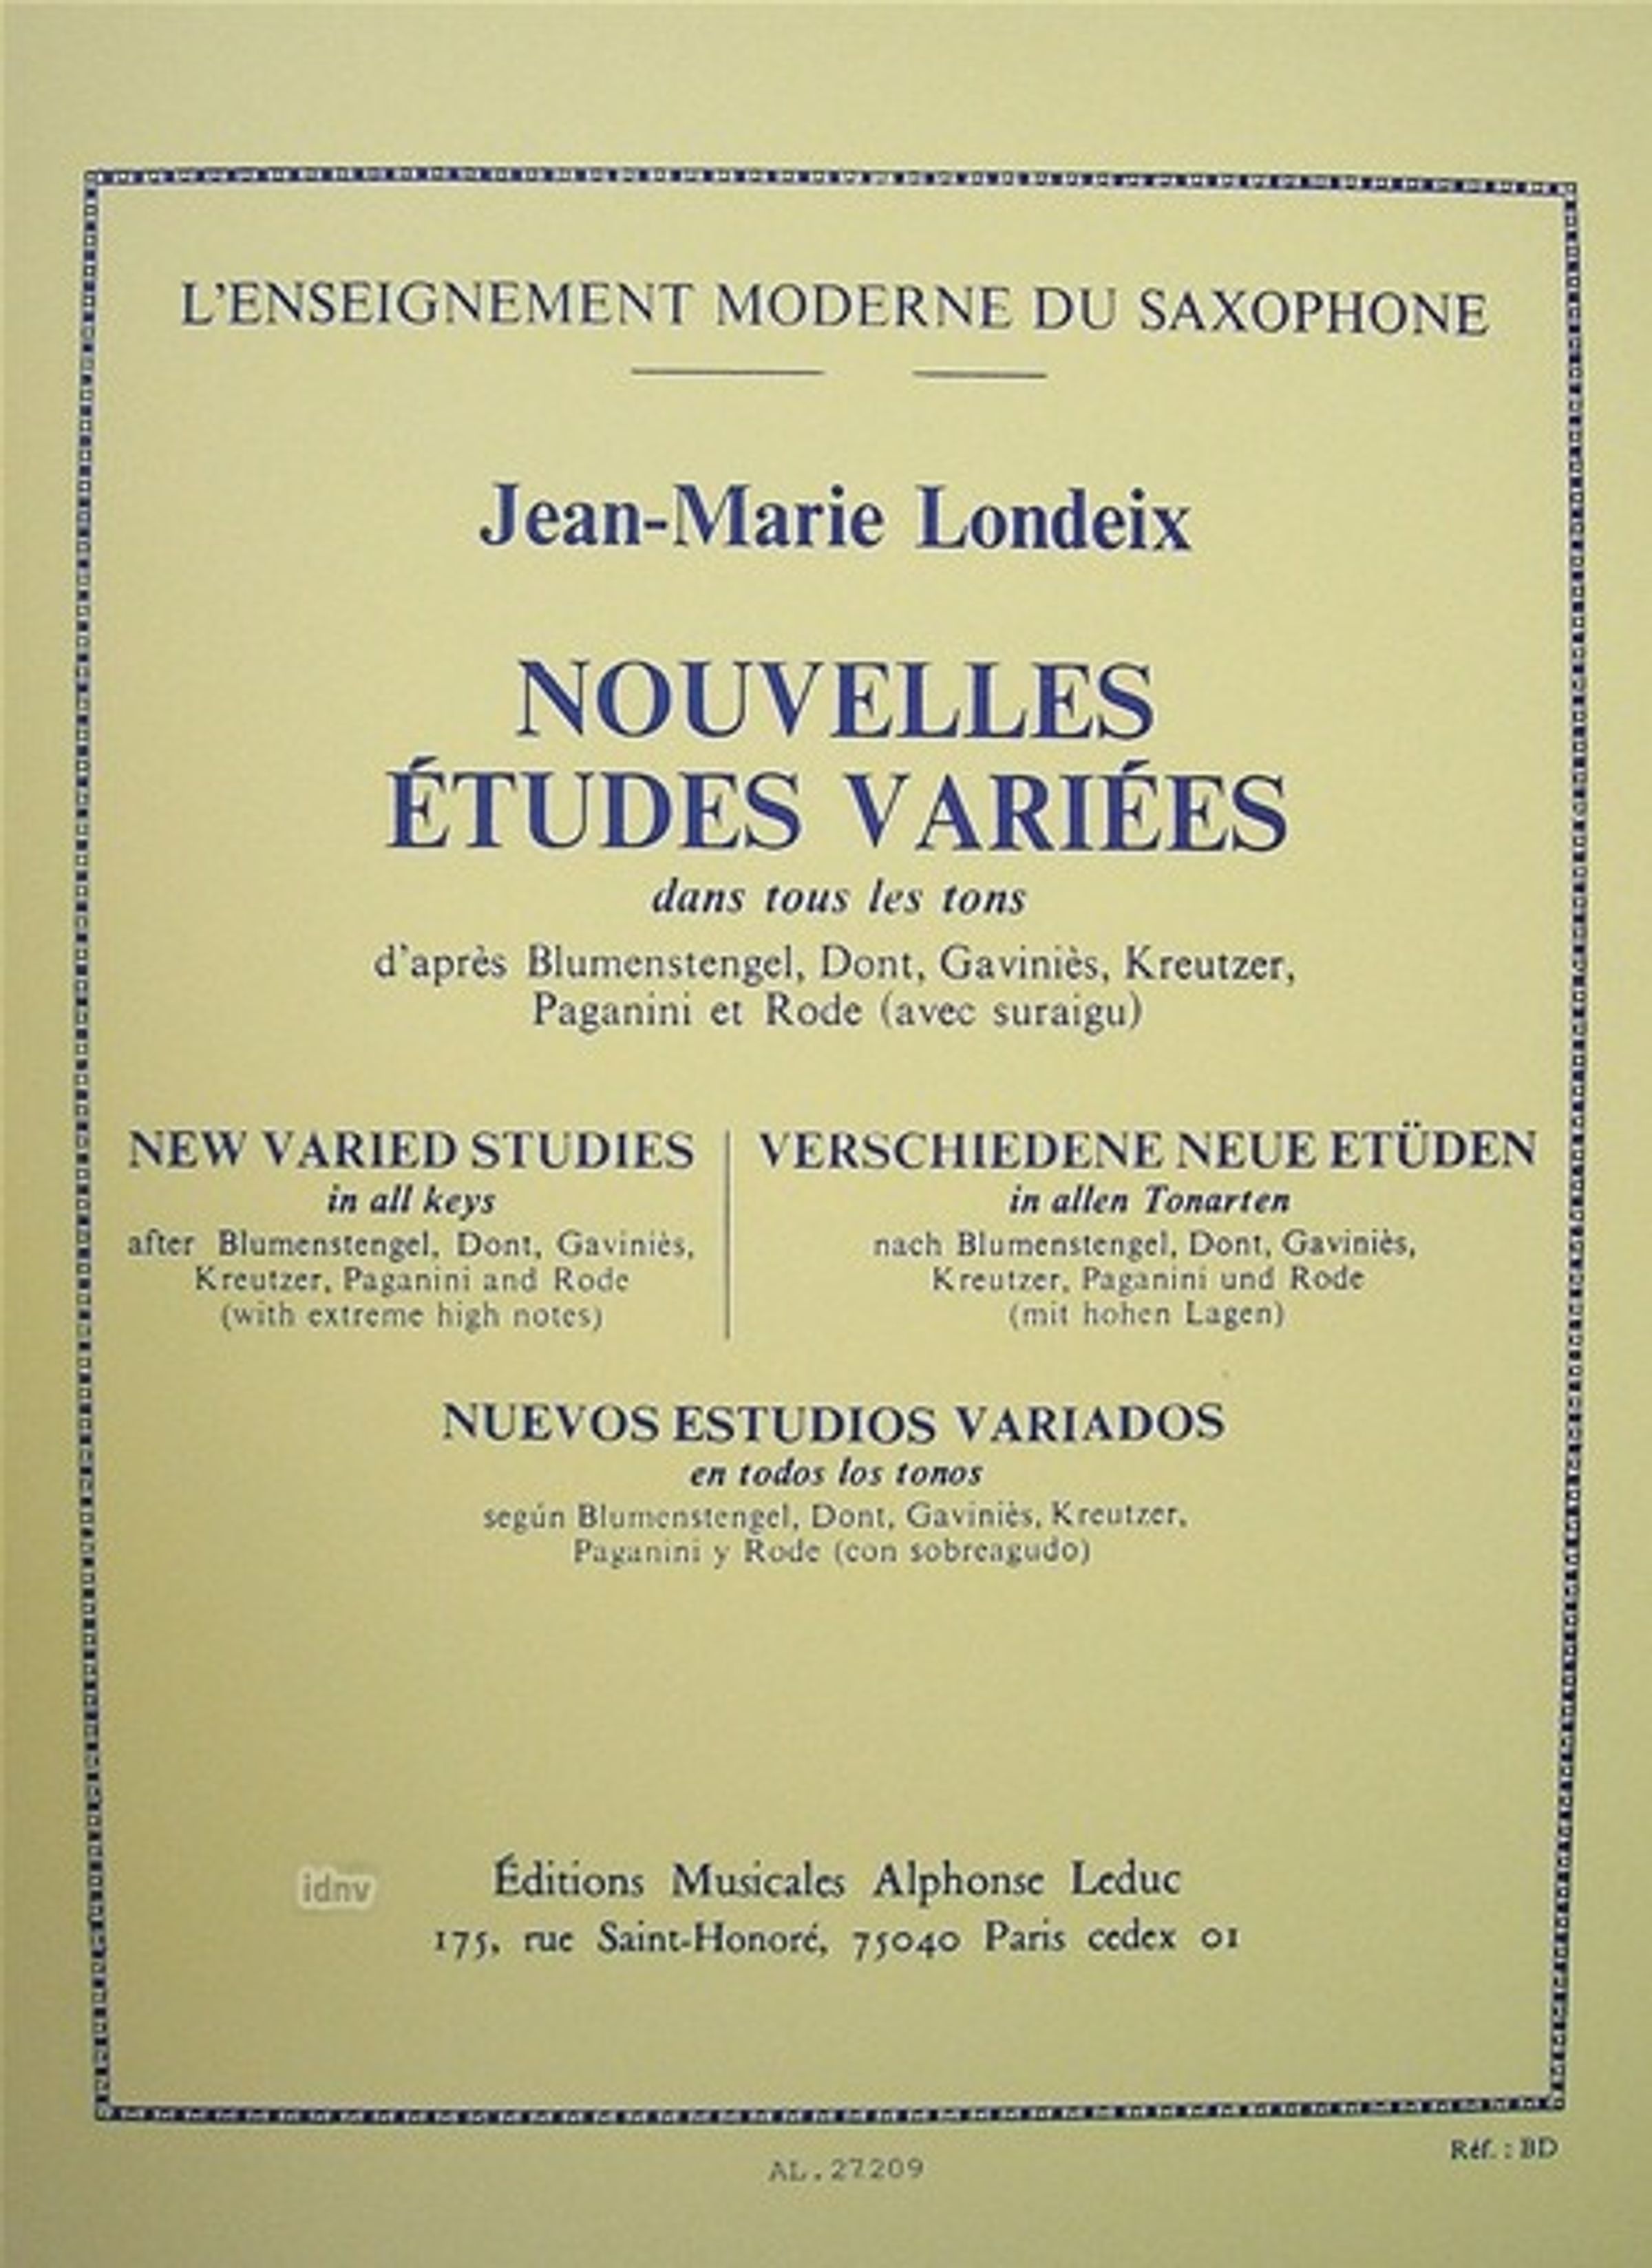 L'ENSEIGNEMENT MODERNE DU SAXOPHONE
Jean-Marie Londeix
NOUVELLES
ÉTUDES VARIÉES
dans tous les tons
d'après Blumenstengel, Dont, Gaviniès, Kreutzer,
Paganini et Rode (avec suraigu)
NEW VARIED STUDIES
in all keys
after Blumenstengel, Dont, Gaviniès,
Kreutzer, Paganini and Rode
(with extreme high notes)
VERSCHIEDENE NEUE ETÜDEN
in allen Tonarten
nach Blumenstengel, Dont, Gaviniès,
Kreutzer, Paganini und Rode
(mit hohen Lagen)
NUEVOS ESTUDIOS VARIADOS
en todos los tonos
según Blumenstengel, Dont, Gaviniès, Kreutzer,
Paganini y Rode (con sobreagudo)
idnv
Éditions Musicales Alphonse Leduc
175, rue Saint-Honoré, 75040 Paris cedex 01
Réf. : BD
AL.27209